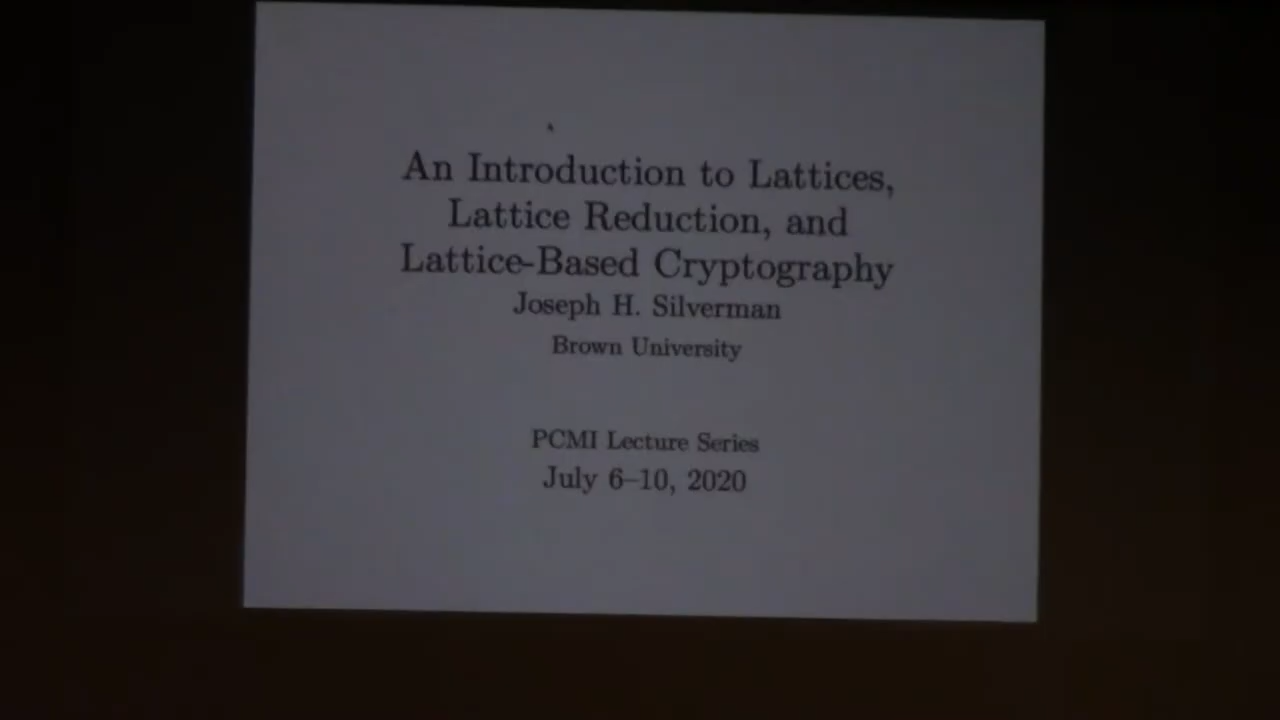 An Introduction to Lattices,
Lattice Reduction, and
Lattice-Based Cryptography
Joseph H. Silverman
Brown University
PCMI Lecture Series
July 6–10, 2020